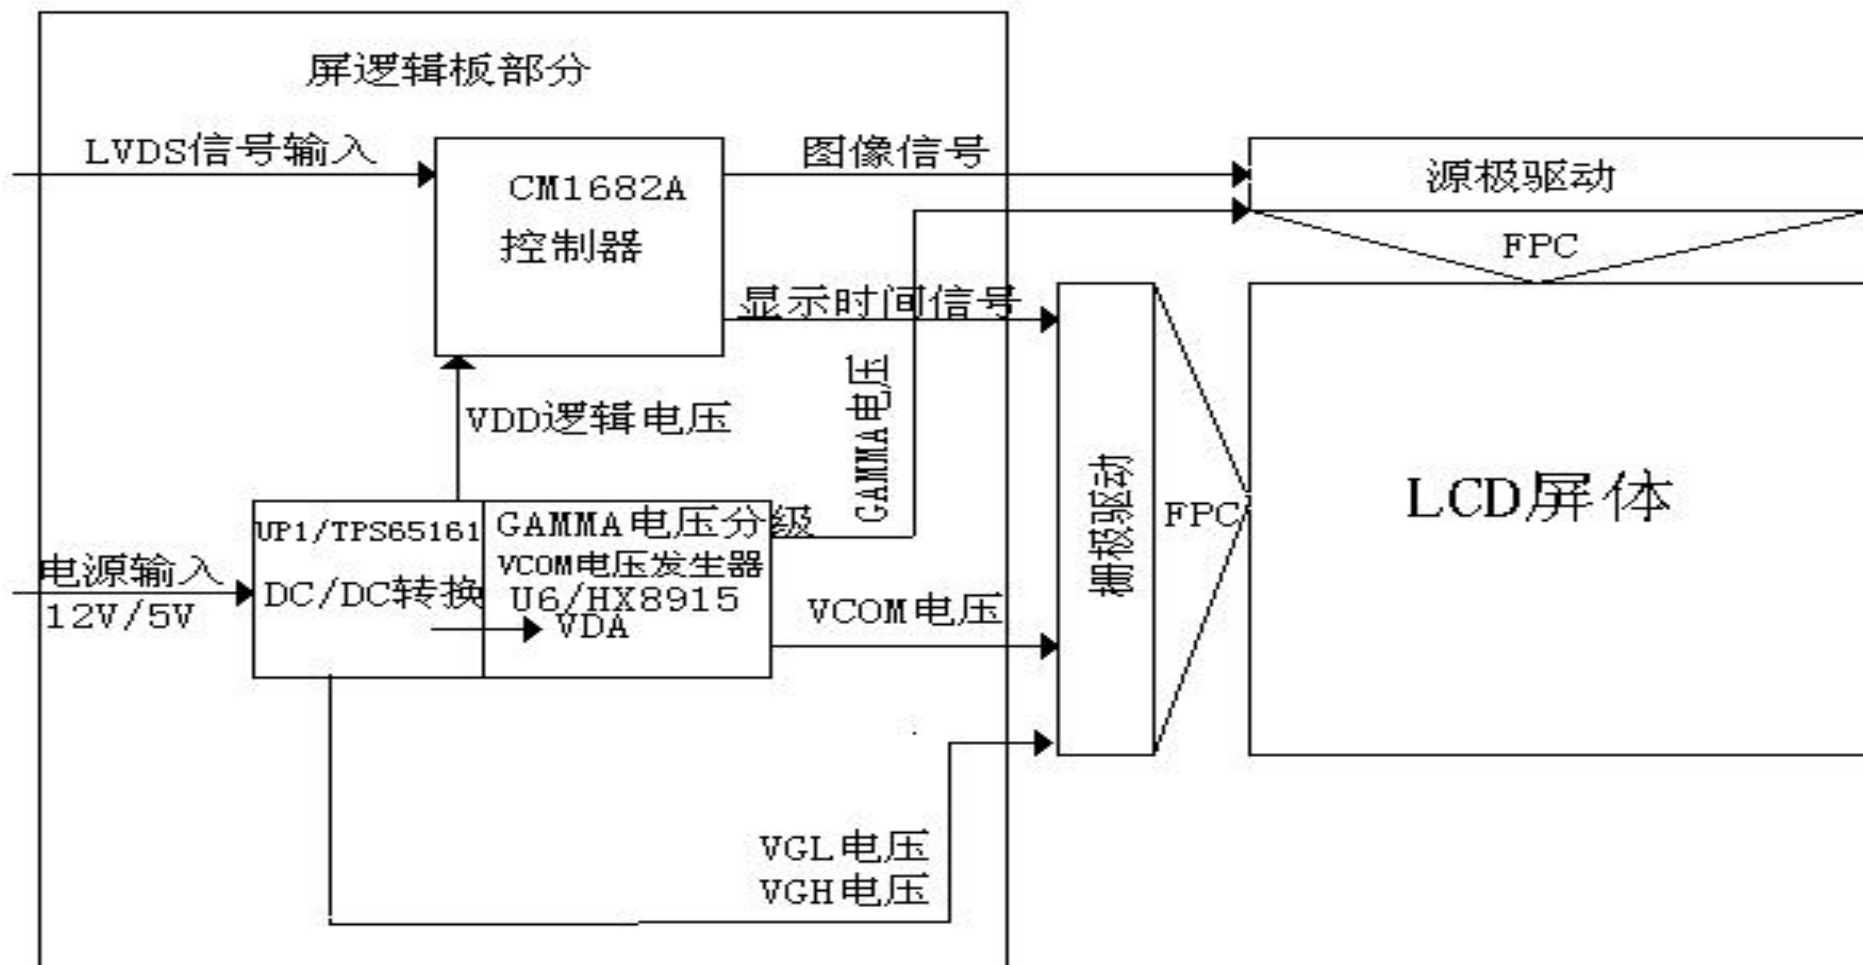 屏逻辑板部分
LVDS信号输入
图像信号
CM1682A
控制器
源极驱动
FPC
显示时间信号
GAMMA电压
VDD逻辑电压
栅极驱动
FPC
LCD屏体
UP1/TPS65161
DC/DC转换
GAMMA电压分级
VCOM电压发生器
U6/HX8915
VDA
电源输入
12V/5V
VCOM电压
VGL电压
VGH电压